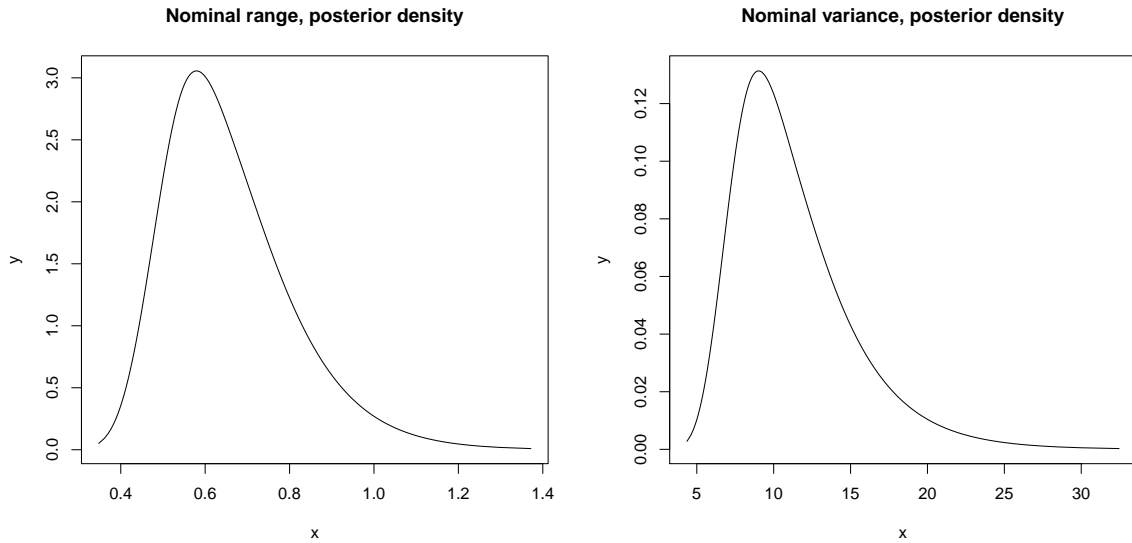 Nominal range, posterior density
y
0.0
0.5
1.0
1.5
2.0
2.5
3.0
0.4 0.6 0.8 1.0 1.2 1.4
x
Nominal variance, posterior density
y
0.00
0.02
0.04
0.06
0.08
0.10
0.12
5 10 15 20 25 30
x